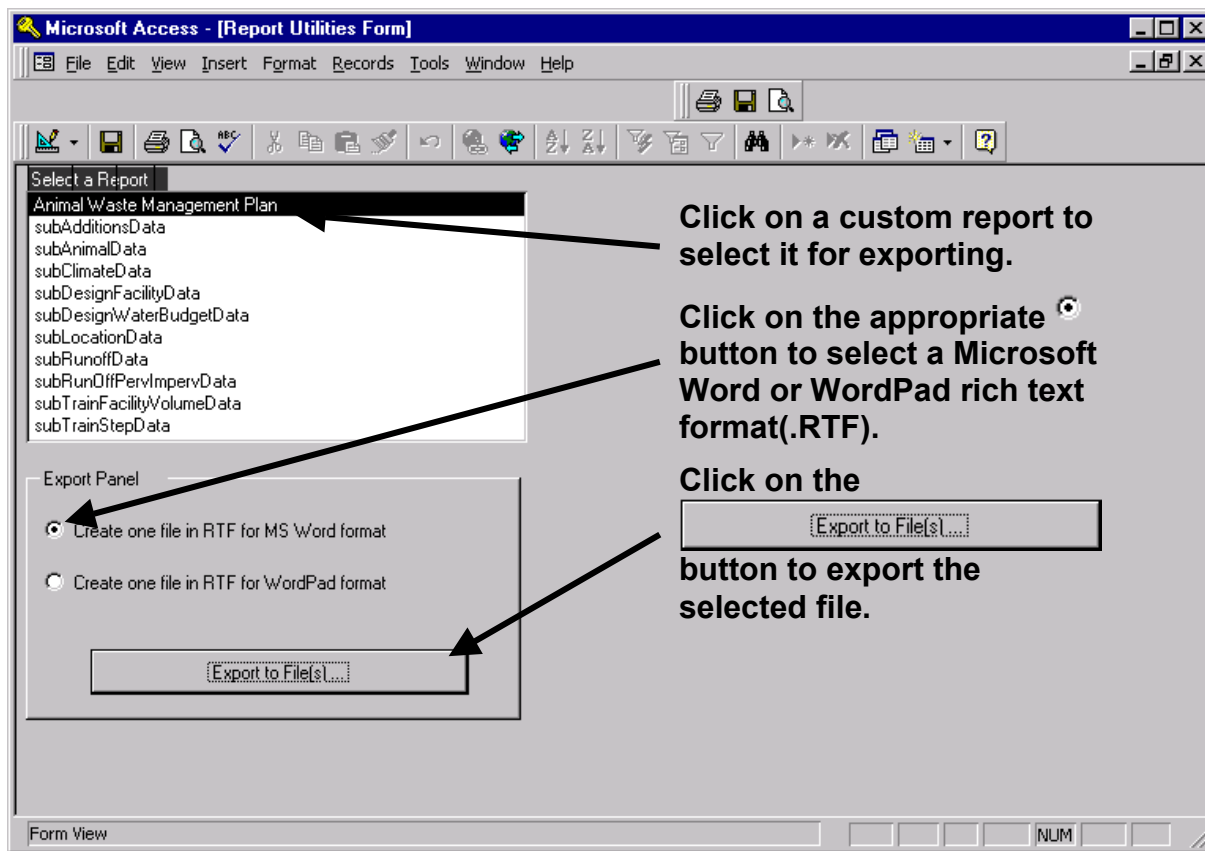 Microsoft Access - [Report Utilities Form]
File Edit View Insert Format Records Tools Window Help
ABC
A Z
Z A
Select a Report
Animal Waste Management Plan
subAdditionsData
subAnimalData
subClimateData
subDesignFacilityData
subDesignWaterBudgetData
subLocationData
subRunoffData
subRunOffPervImpervData
subTrainFacilityVolumeData
subTrainStepData
Export Panel
Create one file in RTF for MS Word format
Create one file in RTF for WordPad format
Export to File(s)....
Click on a custom report to
select it for exporting.
Click on the appropriate
button to select a Microsoft
Word or WordPad rich text
format(.RTF).
Click on the
Export to File(s)....
button to export the
selected file.
Form View
NUM